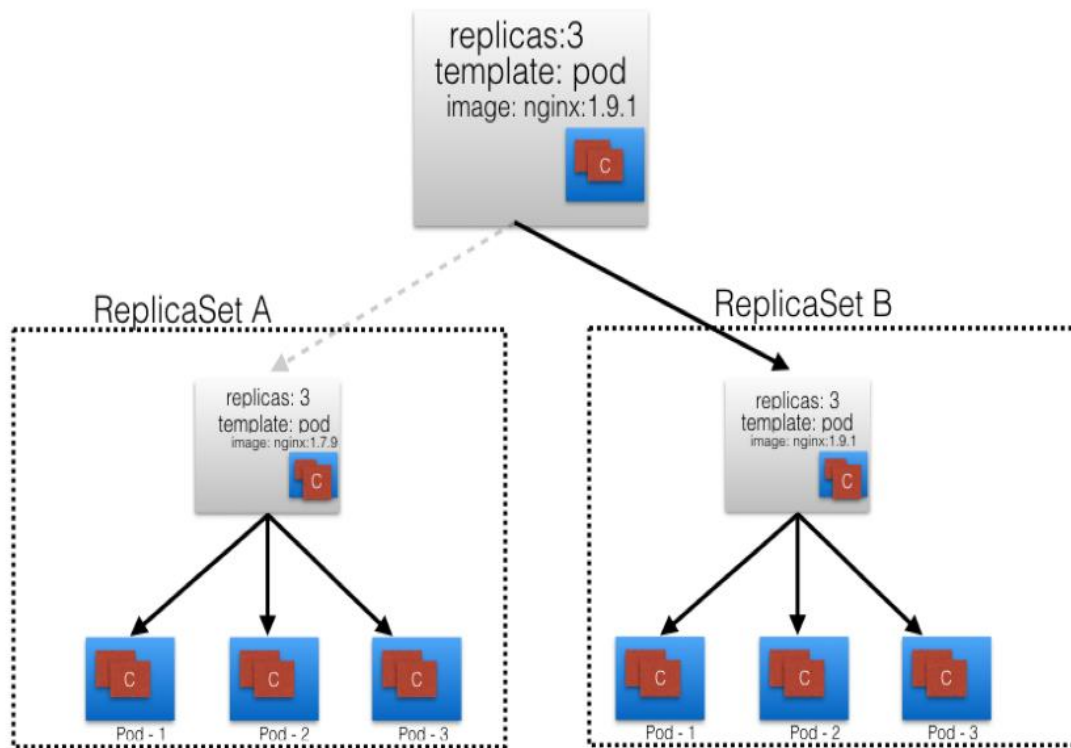 replicas:3
template: pod
image: nginx:1.9.1
C
ReplicaSet A
replicas: 3
template: pod
image: nginx:1.7.9
C
C
C
C
Pod - 1
Pod - 2
Pod - 3
ReplicaSet B
replicas: 3
template: pod
image: nginx:1.9.1
C
C
C
C
Pod - 1
Pod - 2
Pod - 3